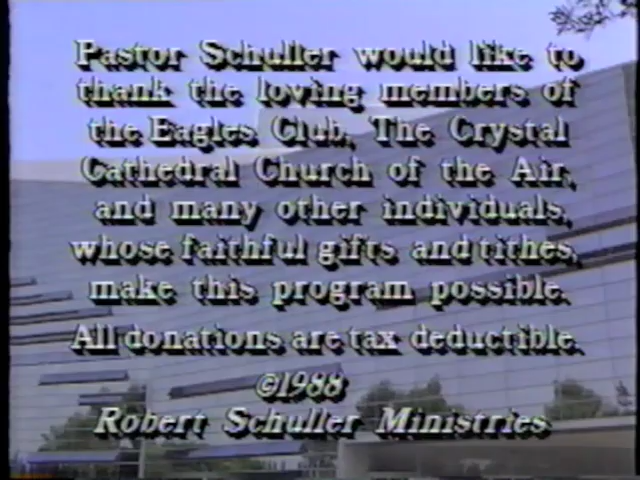 Pastor Schuller would like to
thank the loving members of
the Eagles Club, The Crystal
Cathedral Church of the Air,
and many other individuals,
whose faithful gifts and tithes,
make this program possible.
All donations are tax deductible.
©1988
Robert Schuller Ministries